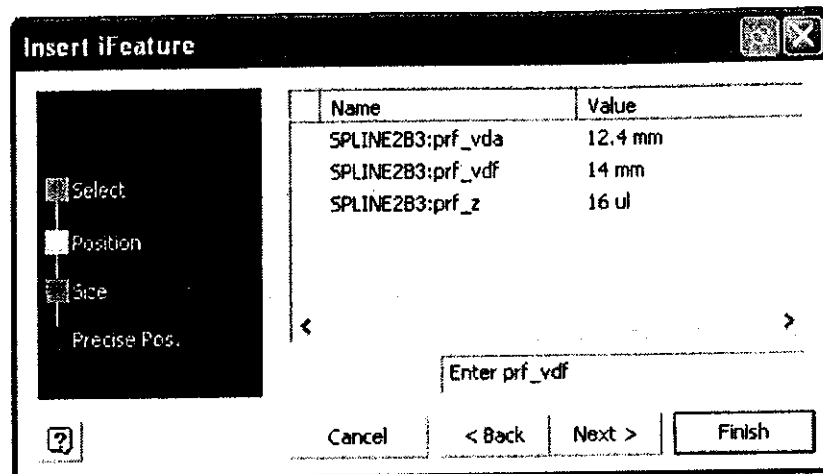 Insert iFeature
Name Value
SPLINE2B3:prf_vda 12.4 mm
SPLINE2B3:prf_vdf 14 mm
SPLINE2B3:prf_z 16 ul
Select
Position
Size
Precise Pos.
Enter prf_vdf
Cancel < Back Next > Finish